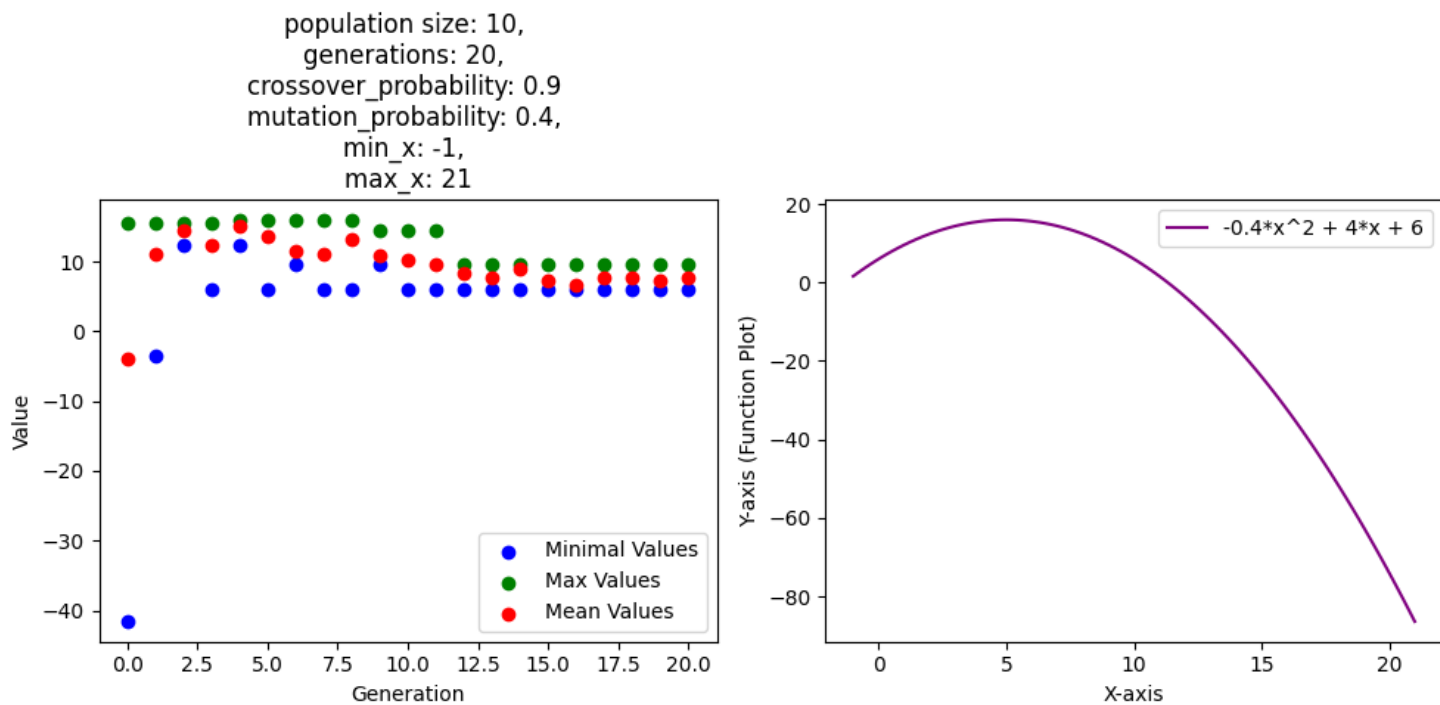 population size: 10,
generations: 20,
crossover_probability: 0.9
mutation_probability: 0.4,
min_x: -1,
max_x: 21
10
0
−10
−20
−30
−40
Value
0.0 2.5 5.0 7.5 10.0 12.5 15.0 17.5 20.0
Generation
Minimal Values
Max Values
Mean Values
20
0
−20
−40
−60
−80
Y-axis (Function Plot)
0 5 10 15 20
X-axis
-0.4*x^2 + 4*x + 6